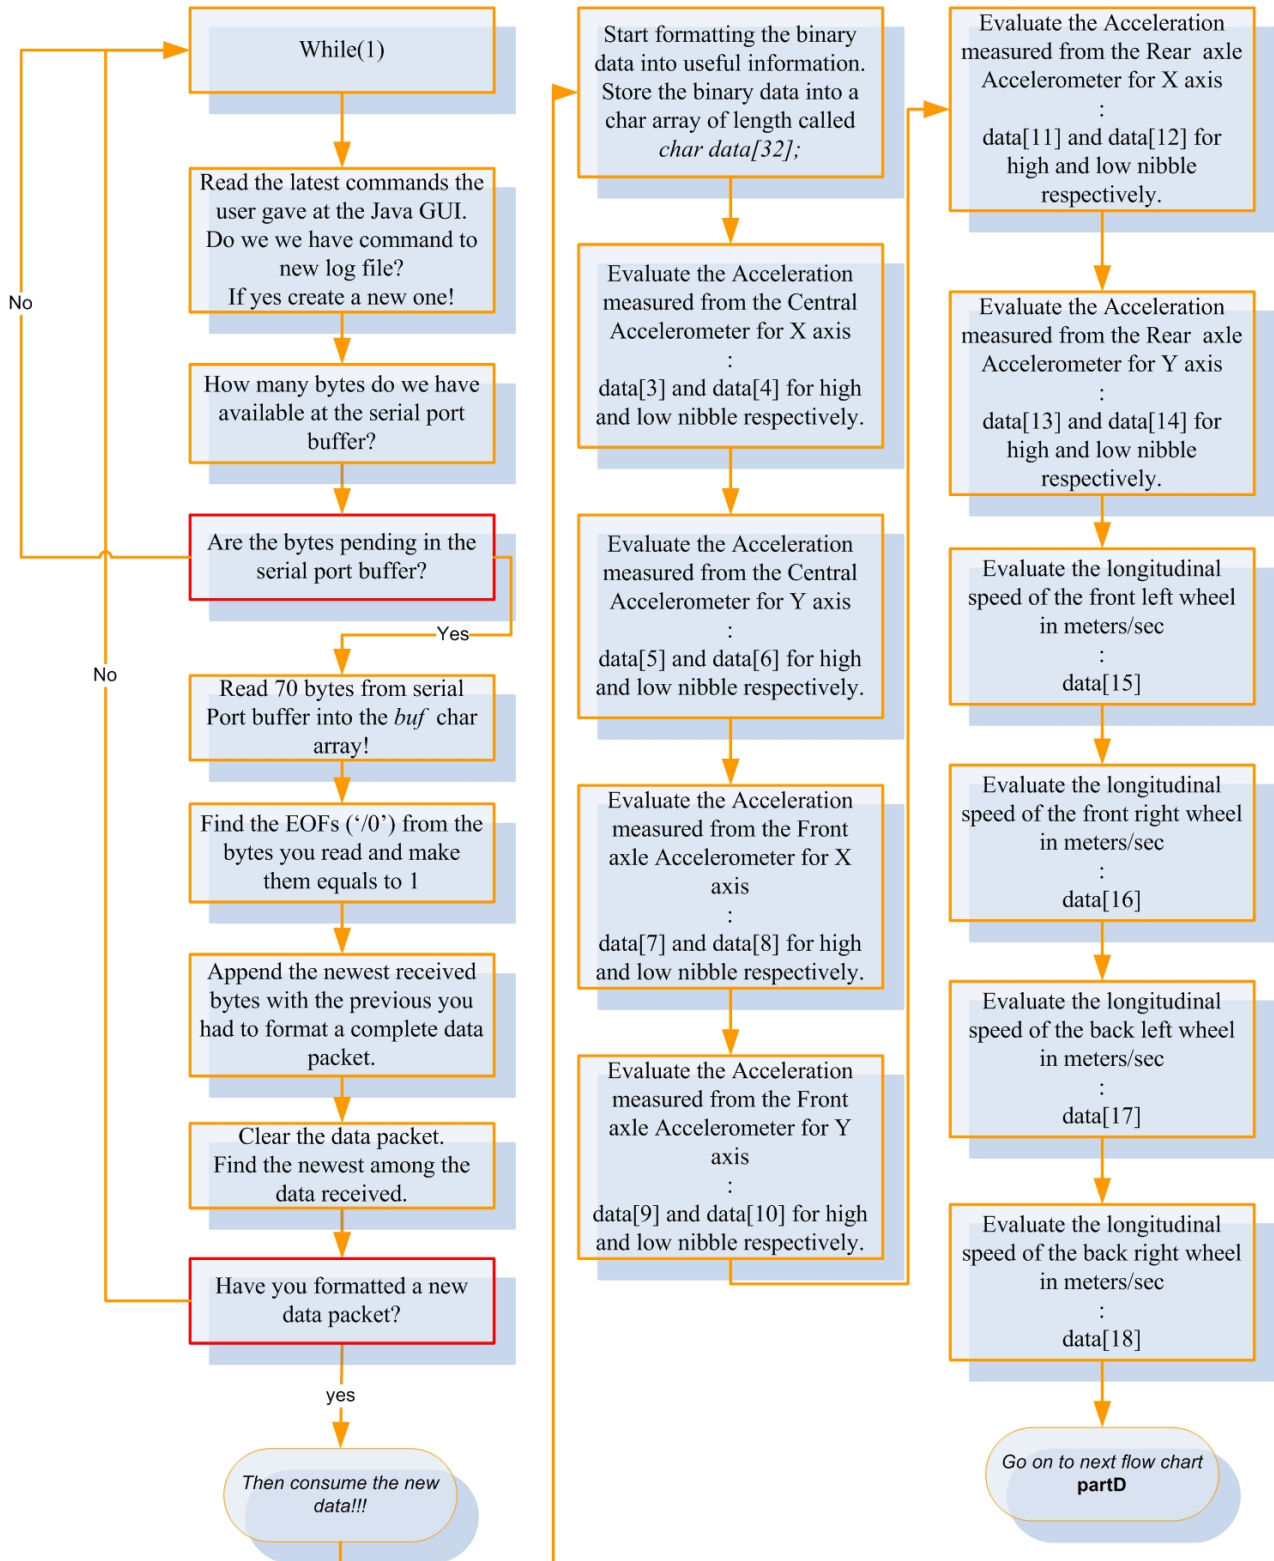 While(1)
Read the latest commands the
user gave at the Java GUI.
Do we we have command to
new log file?
If yes create a new one!
How many bytes do we have
available at the serial port
buffer?
No
Are the bytes pending in the
serial port buffer?
Yes
No
Read 70 bytes from serial
Port buffer into the buf char
array!
Find the EOFs (‘/0’) from the
bytes you read and make
them equals to 1
Append the newest received
bytes with the previous you
had to format a complete data
packet.
Clear the data packet.
Find the newest among the
data received.
Have you formatted a new
data packet?
yes
Then consume the new
data!!!
Start formatting the binary
data into useful information.
Store the binary data into a
char array of length called
char data[32];
Evaluate the Acceleration
measured from the Central
Accelerometer for X axis
:
data[3] and data[4] for high
and low nibble respectively.
Evaluate the Acceleration
measured from the Central
Accelerometer for Y axis
:
data[5] and data[6] for high
and low nibble respectively.
Evaluate the Acceleration
measured from the Front
axle Accelerometer for X
axis
:
data[7] and data[8] for high
and low nibble respectively.
Evaluate the Acceleration
measured from the Front
axle Accelerometer for Y
axis
:
data[9] and data[10] for high
and low nibble respectively.
Evaluate the Acceleration
measured from the Rear axle
Accelerometer for X axis
:
data[11] and data[12] for
high and low nibble
respectively.
Evaluate the Acceleration
measured from the Rear axle
Accelerometer for Y axis
:
data[13] and data[14] for
high and low nibble
respectively.
Evaluate the longitudinal
speed of the front left wheel
in meters/sec
:
data[15]
Evaluate the longitudinal
speed of the front right wheel
in meters/sec
:
data[16]
Evaluate the longitudinal
speed of the back left wheel
in meters/sec
:
data[17]
Evaluate the longitudinal
speed of the back right wheel
in meters/sec
:
data[18]
Go on to next flow chart
partD